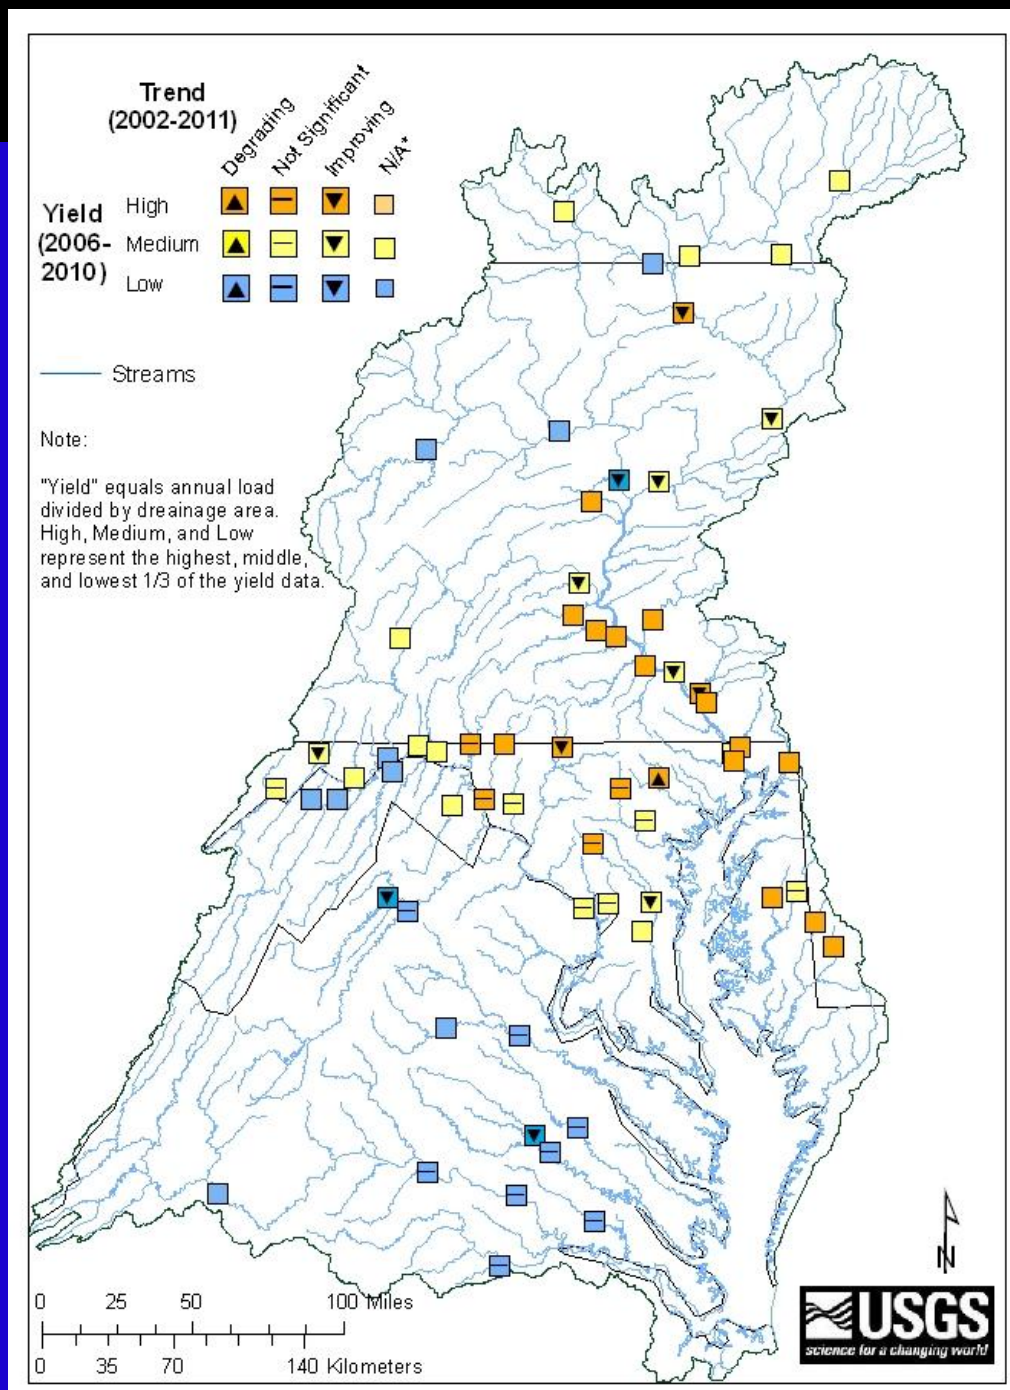 Trend
(2002-2011)
Degrading
Not Significant
Improving
N/A*
Yield
(2006-
2010)
High
Medium
Low
Streams
Note:
"Yield" equals annual load
divided by dreainage area.
High, Medium, and Low
represent the highest, middle,
and lowest 1/3 of the yield data.
0 25 50 100 Miles
0 35 70 140 Kilometers
N
USGS
science for a changing world